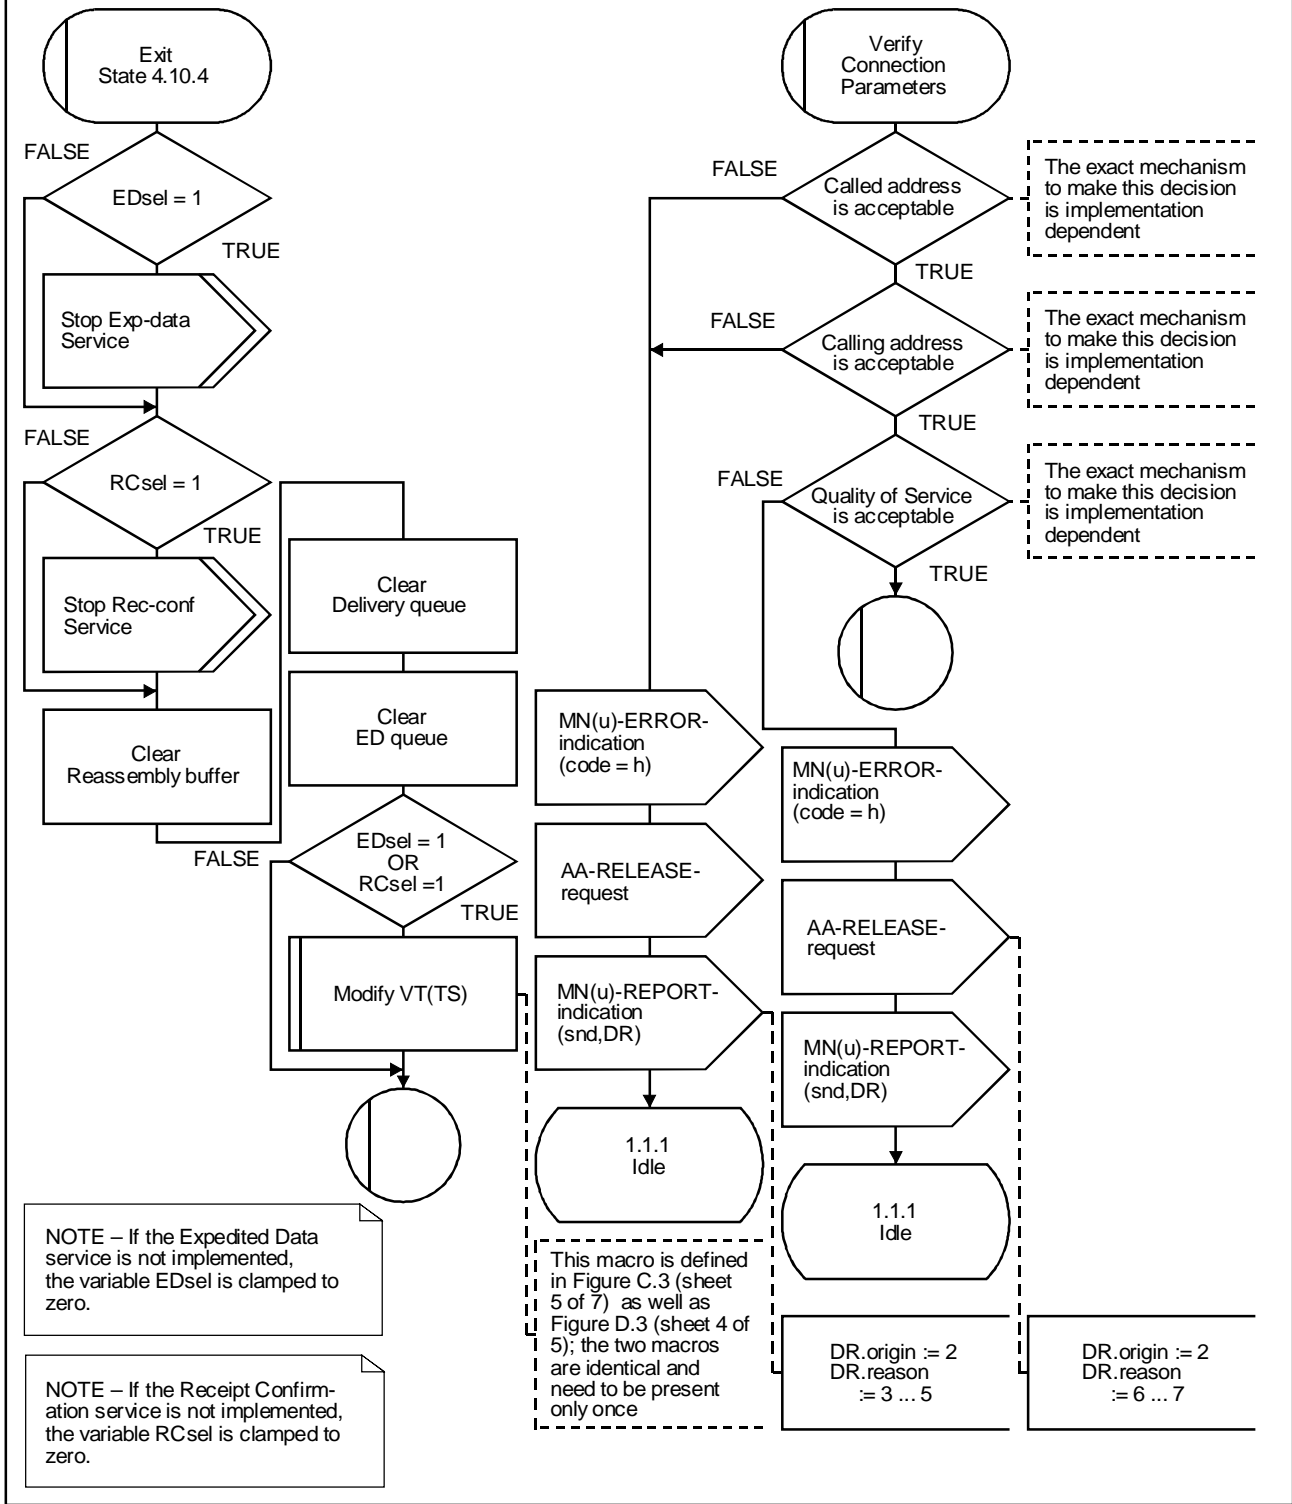 Exit
State 4.10.4
FALSE
EDsel = 1
TRUE
Stop Exp-data
Service
FALSE
RCsel = 1
TRUE
Stop Rec-conf
Service
Clear
Reassembly buffer
Clear
Delivery queue
Clear
ED queue
FALSE
EDsel = 1
OR
RCsel =1
TRUE
Modify VT(TS)
This macro is defined
in Figure C.3 (sheet
5 of 7) as well as
Figure D.3 (sheet 4 of
5); the two macros
are identical and
need to be present
only once
NOTE – If the Expedited Data
service is not implemented,
the variable EDsel is clamped to
zero.
NOTE – If the Receipt Confirm-
ation service is not implemented,
the variable RCsel is clamped to
zero.
Verify
Connection
Parameters
FALSE
Called address
is acceptable
The exact mechanism
to make this decision
is implementation
dependent
TRUE
FALSE
Calling address
is acceptable
The exact mechanism
to make this decision
is implementation
dependent
TRUE
FALSE
Quality of Service
is acceptable
The exact mechanism
to make this decision
is implementation
dependent
TRUE
MN(u)-ERROR-
indication
(code = h)
AA-RELEASE-
request
MN(u)-REPORT-
indication
(snd,DR)
1.1.1
Idle
MN(u)-ERROR-
indication
(code = h)
AA-RELEASE-
request
MN(u)-REPORT-
indication
(snd,DR)
1.1.1
Idle
DR.origin := 2
DR.reason
:= 3 ... 5
DR.origin := 2
DR.reason
:= 6 ... 7